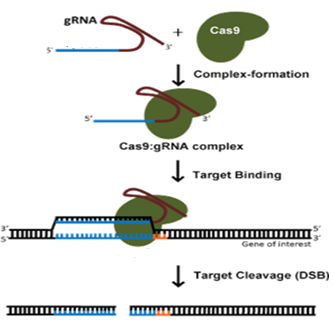 gRNA + Cas9
5' 3'
Complex-formation
5' 3'
Cas9:gRNA complex
Target Binding
3' 5'
5' 3'
Gene of interest
Target Cleavage (DSB)